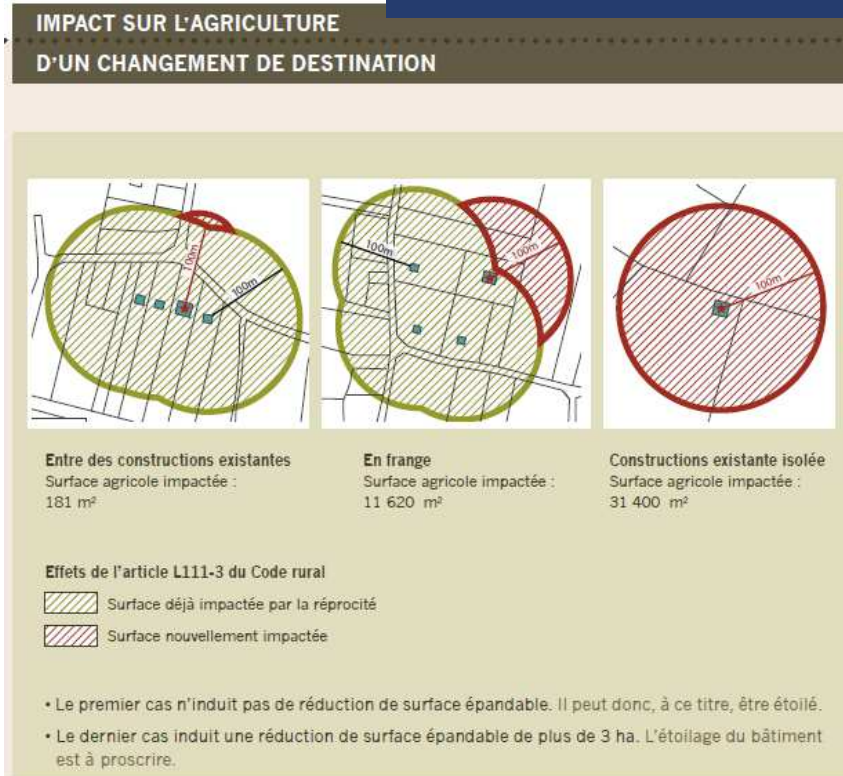 IMPACT SUR L'AGRICULTURE
D'UN CHANGEMENT DE DESTINATION
100m
100m
100m
100m
100m
Entre des constructions existantes
Surface agricole impactée :
181 m²
En frange
Surface agricole impactée :
11 620 m²
Constructions existante isolée
Surface agricole impactée :
31 400 m²
Effets de l'article L111-3 du Code rural
Surface déjà impactée par la réprocité
Surface nouvellement impactée
• Le premier cas n'induit pas de réduction de surface épandable. Il peut donc, à ce titre, être étoilé.
• Le dernier cas induit une réduction de surface épandable de plus de 3 ha. L'étoilage du bâtiment
est à proscrire.